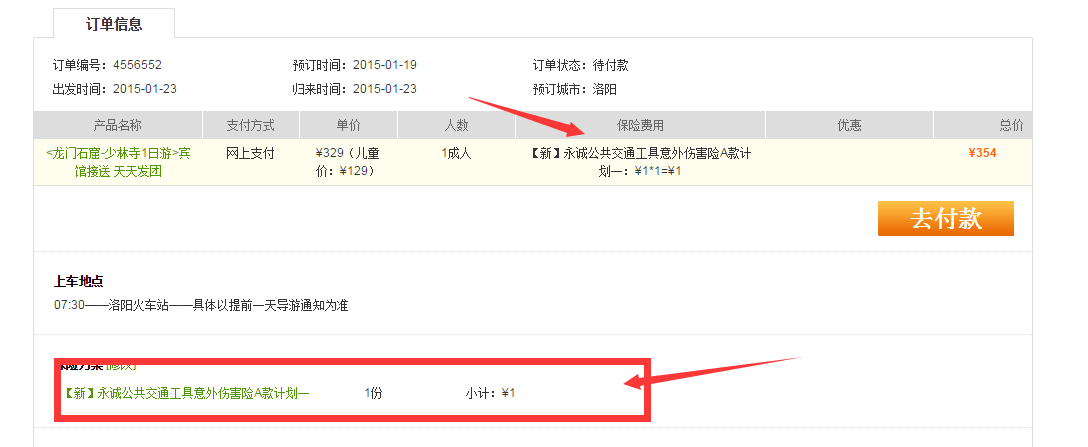 订单信息
订单编号：4556552 预订时间：2015-01-19 订单状态：待付款
出发时间：2015-01-23 归来时间：2015-01-23 预订城市：洛阳
产品名称 支付方式 单价 人数 保险费用 优惠 总价
<龙门石窟-少林寺1日游>宾 网上支付 ¥329（儿童 1成人 【新】永诚公共交通工具意外伤害险A款计 ¥354
馆接送 天天发团 价：¥129） 划一：¥1*1=¥1
去付款
上车地点
07:30——洛阳火车站——具体以提前一天导游通知为准
[修改]
【新】永诚公共交通工具意外伤害险A款计划一 1份 小计：¥1